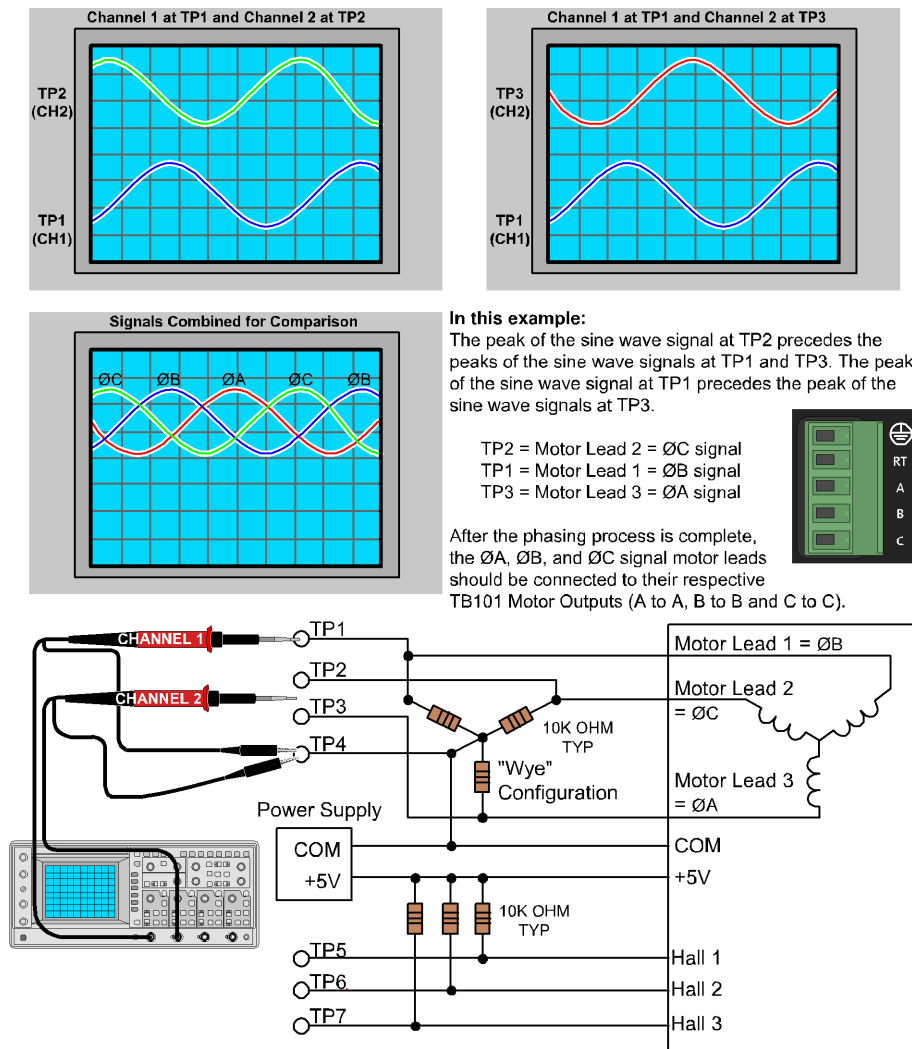 Channel 1 at TP1 and Channel 2 at TP2
TP2
(CH2)
TP1
(CH1)
Channel 1 at TP1 and Channel 2 at TP3
TP3
(CH2)
TP1
(CH1)
Signals Combined for Comparison
ØC ØB ØA ØC ØB
In this example:
The peak of the sine wave signal at TP2 precedes the
peaks of the sine wave signals at TP1 and TP3. The peak
of the sine wave signal at TP1 precedes the peak of the
sine wave signals at TP3.
TP2 = Motor Lead 2 = ØC signal
TP1 = Motor Lead 1 = ØB signal
TP3 = Motor Lead 3 = ØA signal
RT
A
B
C
After the phasing process is complete,
the ØA, ØB, and ØC signal motor leads
should be connected to their respective
TB101 Motor Outputs (A to A, B to B and C to C).
CHANNEL 1
TP1
Motor Lead 1 = ØB
TP2
CHANNEL 2
Motor Lead 2
= ØC
TP3
10K OHM
TYP
TP4
"Wye"
Configuration
Motor Lead 3
= ØA
Power Supply
COM
+5V
COM
+5V
10K OHM
TYP
TP5
Hall 1
TP6
Hall 2
TP7
Hall 3